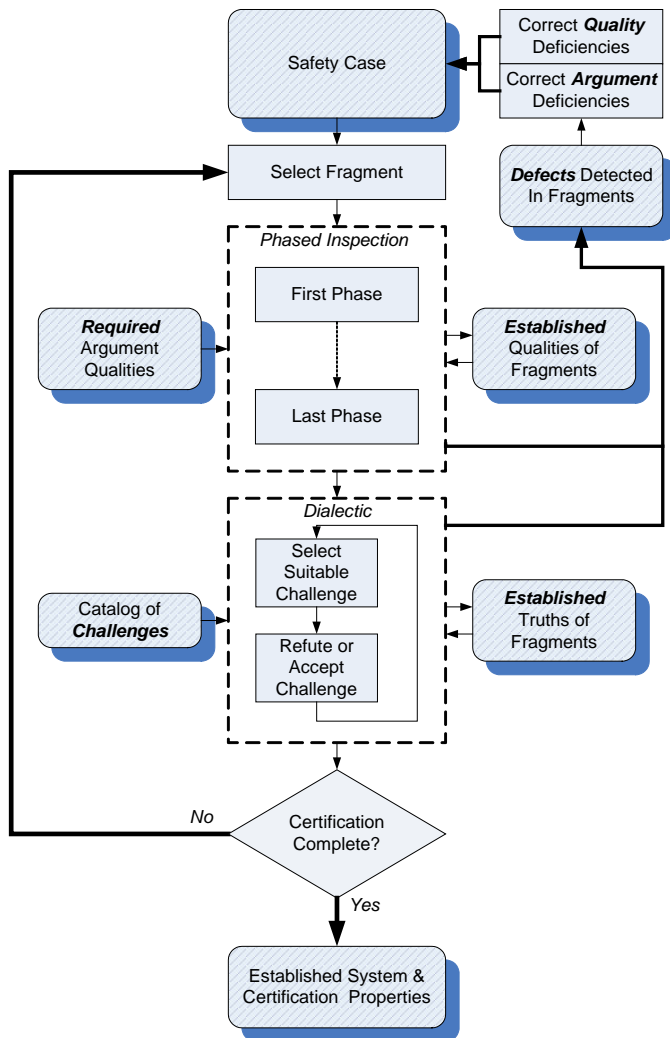 Safety Case
Correct Quality
Deficiencies
Correct Argument
Deficiencies
Select Fragment
Defects Detected
In Fragments
Phased Inspection
First Phase
Required
Argument
Qualities
Established
Qualities of
Fragments
Last Phase
Dialectic
Select
Suitable
Challenge
Catalog of
Challenges
Established
Truths of
Fragments
Refute or
Accept
Challenge
No
Certification
Complete?
Yes
Established System &
Certification Properties